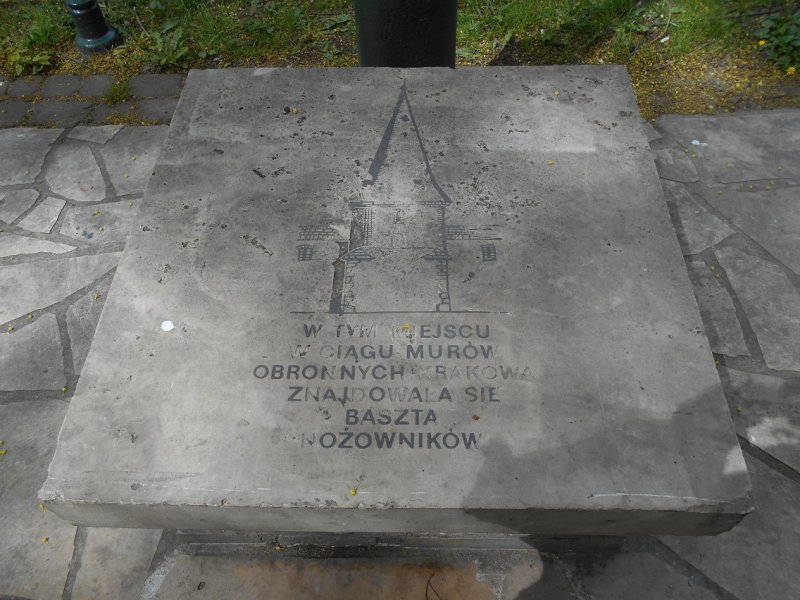 W TYM MIEJSCU
W CIĄGU MURÓW
OBRONNYCH KRAKOWA
ZNAJDOWAŁA SIĘ
BASZTA
NOŻOWNIKÓW